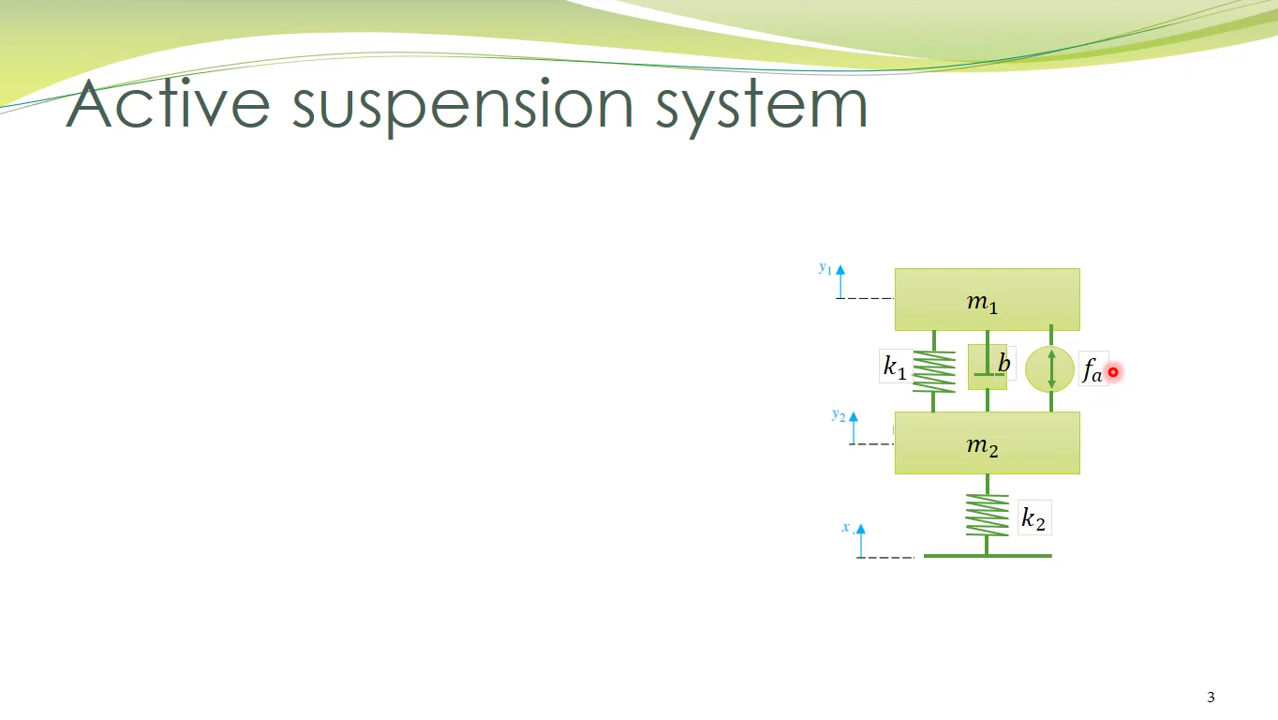 Active suspension system
y₁
m₁
k₁
b
fₐ
y₂
m₂
k₂
x
3